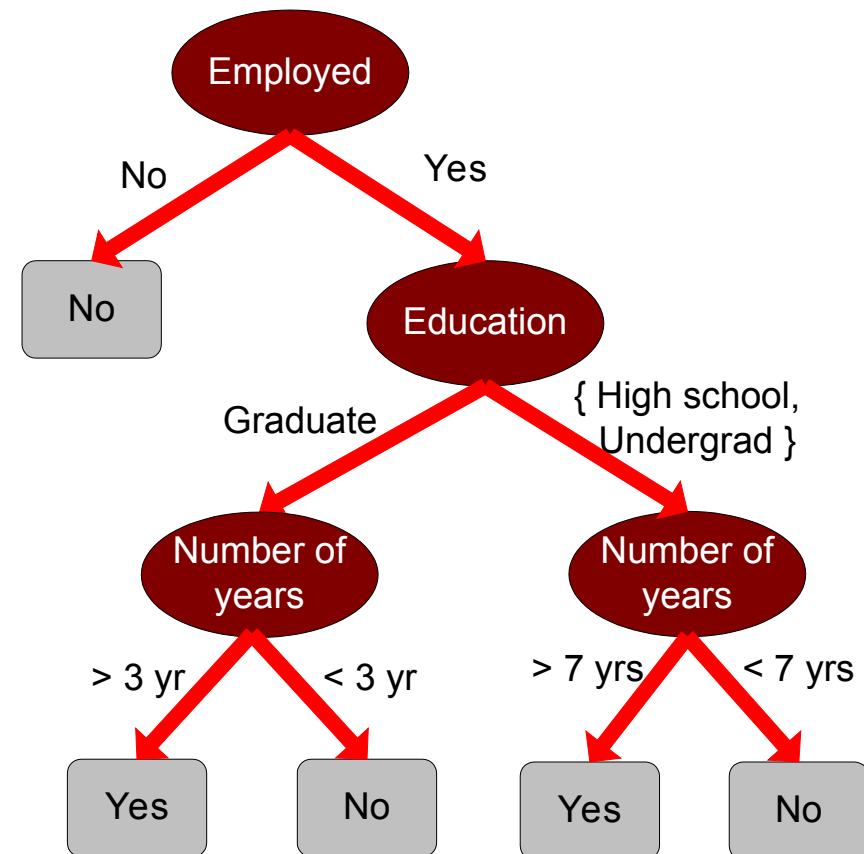 Employed
No
Yes
No
Education
Graduate
{ High school,
Undergrad }
Number of
years
Number of
years
> 3 yr
< 3 yr
> 7 yrs
< 7 yrs
Yes
No
Yes
No